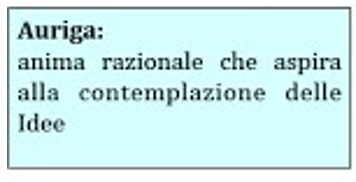 Auriga:
anima razionale che aspira
alla contemplazione delle
Idee